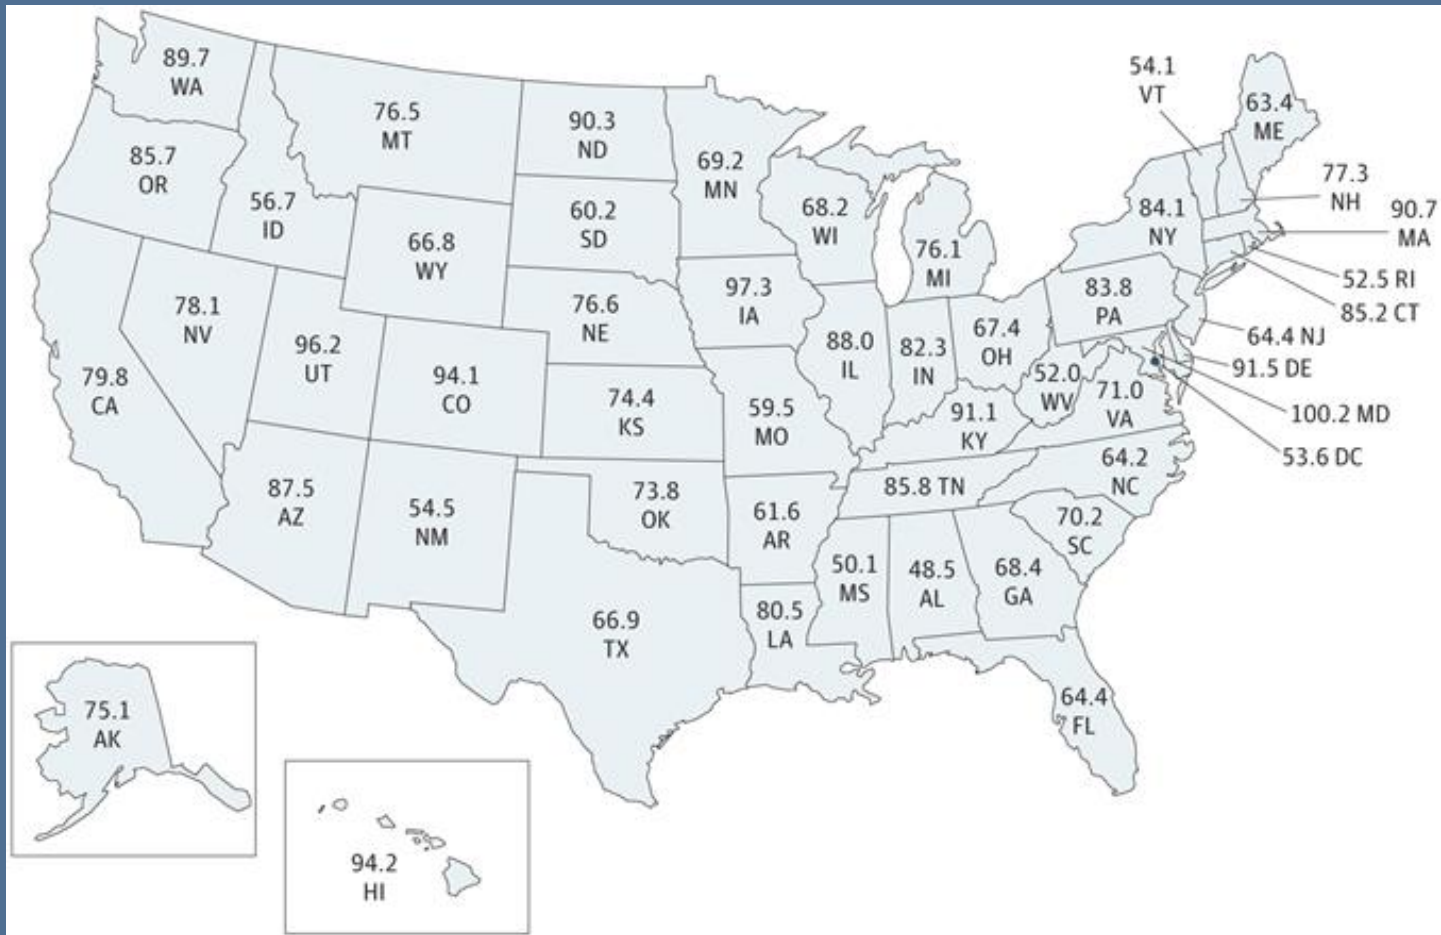 89.7
WA
85.7
OR
56.7
ID
76.5
MT
90.3
ND
69.2
MN
60.2
SD
66.8
WY
68.2
WI
76.1
MI
54.1
VT
63.4
ME
77.3
NH
90.7
MA
84.1
NY
52.5 RI
85.2 CT
83.8
PA
64.4 NJ
91.5 DE
100.2 MD
53.6 DC
78.1
NV
79.8
CA
96.2
UT
94.1
CO
76.6
NE
97.3
IA
88.0
IL
82.3
IN
67.4
OH
52.0
WV
71.0
VA
91.1
KY
74.4
KS
59.5
MO
64.2
NC
85.8 TN
87.5
AZ
54.5
NM
73.8
OK
61.6
AR
70.2
SC
50.1
MS
48.5
AL
68.4
GA
80.5
LA
66.9
TX
64.4
FL
75.1
AK
94.2
HI